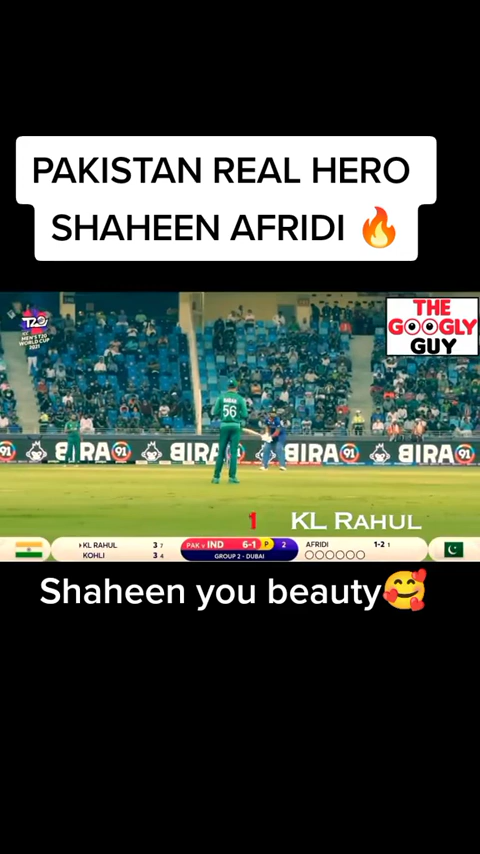 PAKISTAN REAL HERO
SHAHEEN AFRIDI 🔥
T20
MEN'S T20
WORLD CUP
2021
THE
GOOGLY
GUY
BABAR
56
91 BIRA 91 BIRA 91 BIRA 91 BIRA 91
1 KL RAHUL
KL RAHUL 3 7
KOHLI 3 4
PAK v IND 6-1 P 2
GROUP 2 - DUBAI
AFRIDI 1-2 1
Shaheen you beauty🥰